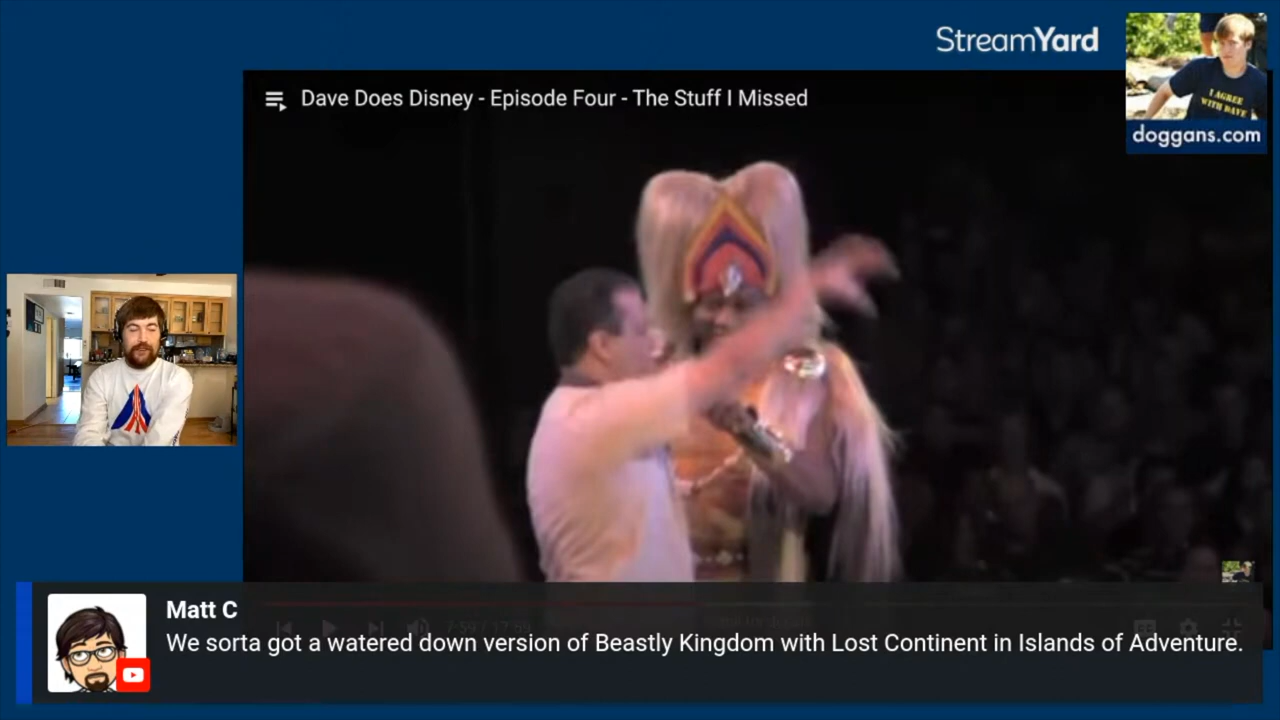 StreamYard
I AGREE
WITH DAVE
doggans.com
Dave Does Disney - Episode Four - The Stuff I Missed
Matt C
We sorta got a watered down version of Beastly Kingdom with Lost Continent in Islands of Adventure.